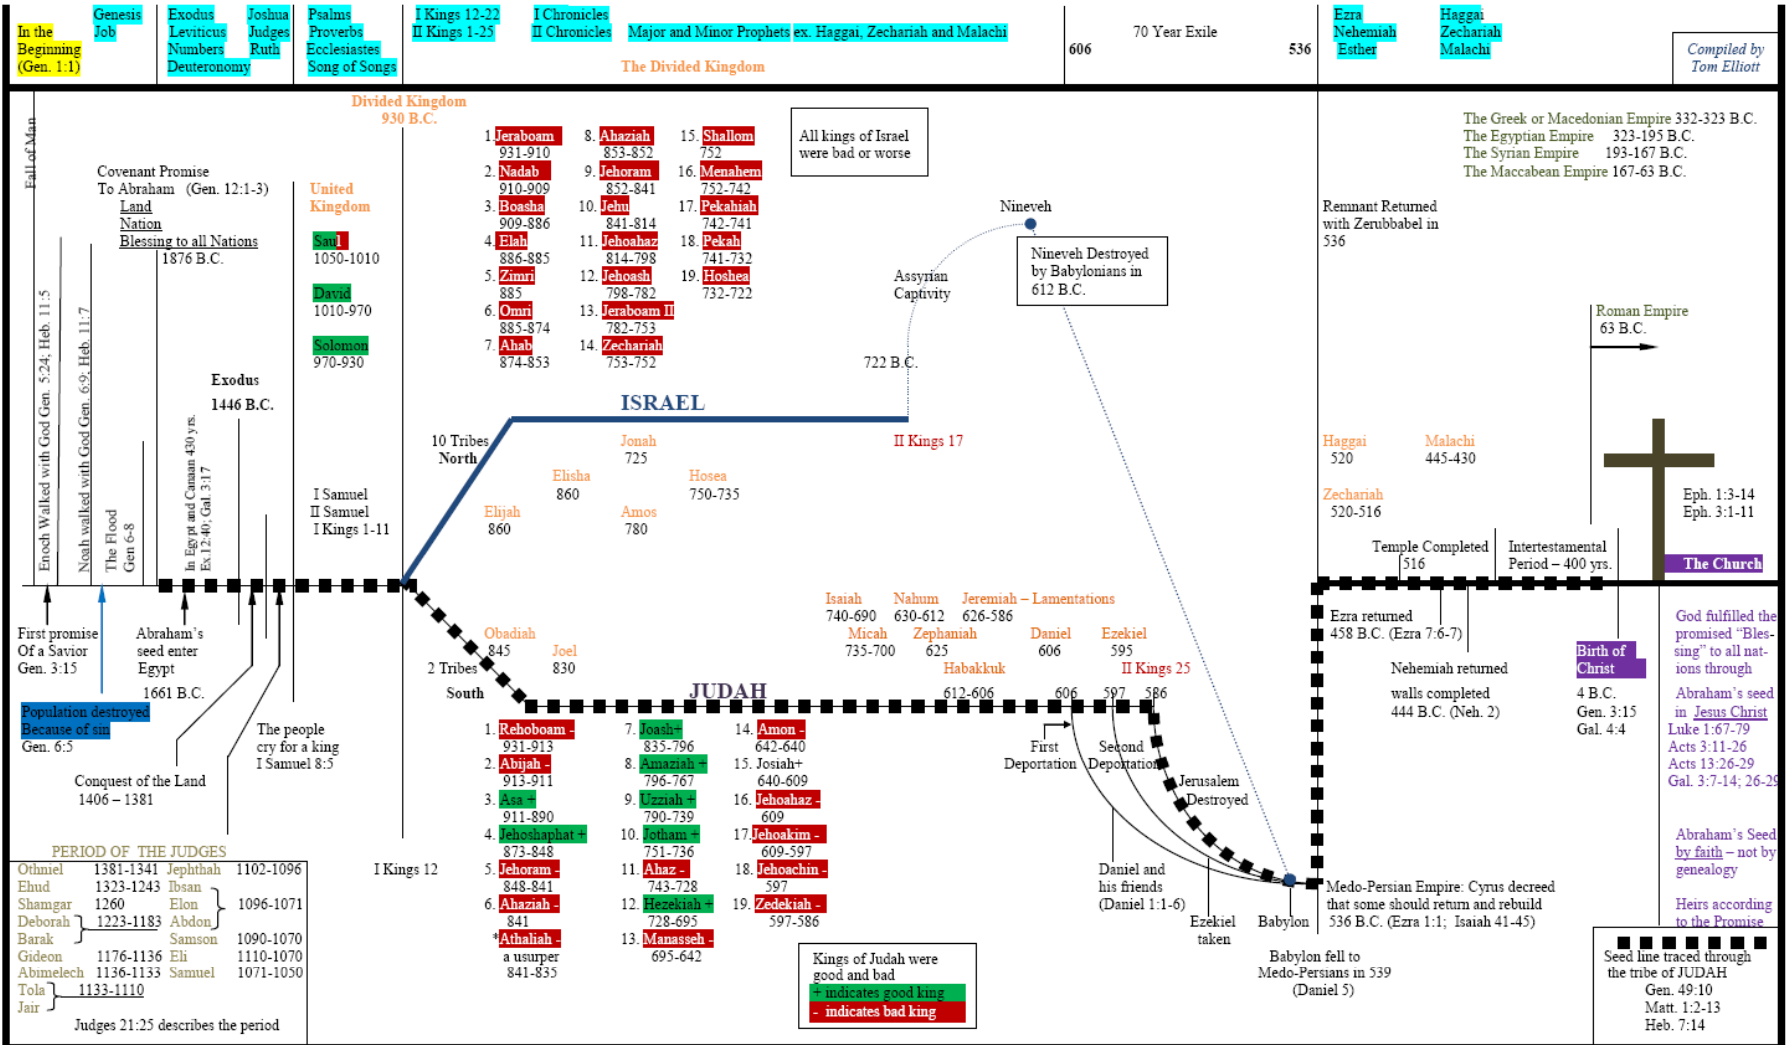 In the
Beginning
(Gen. 1:1)
Genesis
Job
Exodus
Leviticus
Numbers
Deuteronomy
Joshua
Judges
Ruth
Psalms
Proverbs
Ecclesiastes
Song of Songs
I Kings 12-22
II Kings 1-25
I Chronicles
II Chronicles
Major and Minor Prophets ex. Haggai, Zechariah and Malachi
The Divided Kingdom
606
70 Year Exile
536
Ezra
Nehemiah
Esther
Haggai
Zechariah
Malachi
Compiled by
Tom Elliott
Fall of Man
Enoch Walked with God Gen. 5:24; Heb. 11:5
Noah walked with God Gen. 6:9; Heb. 11:7
The Flood
Gen 6-8
Covenant Promise
To Abraham (Gen. 12:1-3)
Land
Nation
Blessing to all Nations
1876 B.C.
In Egypt and Canaan 430 yrs.
Ex.12:40; Gal. 3:17
Exodus
1446 B.C.
Divided Kingdom
930 B.C.
United
Kingdom
Saul
1050-1010
David
1010-970
Solomon
970-930
I Samuel
II Samuel
I Kings 1-11
1. Jeraboam
931-910
2. Nadab
910-909
3. Boasha
909-886
4. Elah
886-885
5. Zimri
885
6. Omri
885-874
7. Ahab
874-853
8. Ahaziah
853-852
9. Jehoram
852-841
10. Jehu
841-814
11. Jehoahaz
814-798
12. Jehoash
798-782
13. Jeraboam II
782-753
14. Zechariah
753-752
15. Shallom
752
16. Menahem
752-742
17. Pekahiah
742-741
18. Pekah
741-732
19. Hoshea
732-722
All kings of Israel
were bad or worse
Nineveh
Nineveh Destroyed
by Babylonians in
612 B.C.
Assyrian
Captivity
722 B.C.
ISRAEL
II Kings 17
10 Tribes
North
Jonah
725
Elisha
860
Hosea
750-735
Elijah
860
Amos
780
The Greek or Macedonian Empire 332-323 B.C.
The Egyptian Empire 323-195 B.C.
The Syrian Empire 193-167 B.C.
The Maccabean Empire 167-63 B.C.
Remnant Returned
with Zerubbabel in
536
Roman Empire
63 B.C.
Haggai
520
Malachi
445-430
Zechariah
520-516
Temple Completed
516
Intertestamental
Period – 400 yrs.
Eph. 1:3-14
Eph. 3:1-11
The Church
First promise
Of a Savior
Gen. 3:15
Population destroyed
Because of sin
Gen. 6:5
Abraham's
seed enter
Egypt
1661 B.C.
Conquest of the Land
1406 – 1381
The people
cry for a king
I Samuel 8:5
I Kings 12
2 Tribes
South
Obadiah
845
Joel
830
Isaiah
740-690
Nahum
630-612
Jeremiah – Lamentations
626-586
Micah
735-700
Zephaniah
625
Daniel
606
Ezekiel
595
Habakkuk
612-606
II Kings 25
606
597
586
JUDAH
1. Rehoboam -
931-913
2. Abijah -
913-911
3. Asa +
911-890
4. Jehoshaphat +
873-848
5. Jehoram -
848-841
6. Ahaziah -
841
*Athaliah -
a usurper
841-835
7. Joash+
835-796
8. Amaziah +
796-767
9. Uzziah +
790-739
10. Jotham +
751-736
11. Ahaz -
743-728
12. Hezekiah +
728-695
13. Manasseh -
695-642
14. Amon -
642-640
15. Josiah+
640-609
16. Jehoahaz -
609
17. Jehoakim -
609-597
18. Jehoachin -
597
19. Zedekiah -
597-586
Kings of Judah were
good and bad
+ indicates good king
- indicates bad king
First
Deportation
Second
Deportation
Jerusalem
Destroyed
Daniel and
his friends
(Daniel 1:1-6)
Ezekiel
taken
Babylon
Babylon fell to
Medo-Persians in 539
(Daniel 5)
Medo-Persian Empire: Cyrus decreed
that some should return and rebuild
536 B.C. (Ezra 1:1; Isaiah 41-45)
Ezra returned
458 B.C. (Ezra 7:6-7)
Nehemiah returned
walls completed
444 B.C. (Neh. 2)
Birth of
Christ
4 B.C.
Gen. 3:15
Gal. 4:4
God fulfilled the
promised "Bles-
sing" to all nat-
ions through
Abraham's seed
in Jesus Christ
Luke 1:67-79
Acts 3:11-26
Acts 13:26-29
Gal. 3:7-14; 26-29
Abraham's Seed
by faith – not by
genealogy
Heirs according
to the Promise
Seed line traced through
the tribe of JUDAH
Gen. 49:10
Matt. 1:2-13
Heb. 7:14
PERIOD OF THE JUDGES
Othniel 1381-1341
Ehud 1323-1243
Shamgar 1260
Deborah 1223-1183
Barak
Gideon 1176-1136
Abimelech 1136-1133
Tola 1133-1110
Jair
Jephthah 1102-1096
Ibsan
Elon 1096-1071
Abdon
Samson 1090-1070
Eli 1110-1070
Samuel 1071-1050
Judges 21:25 describes the period